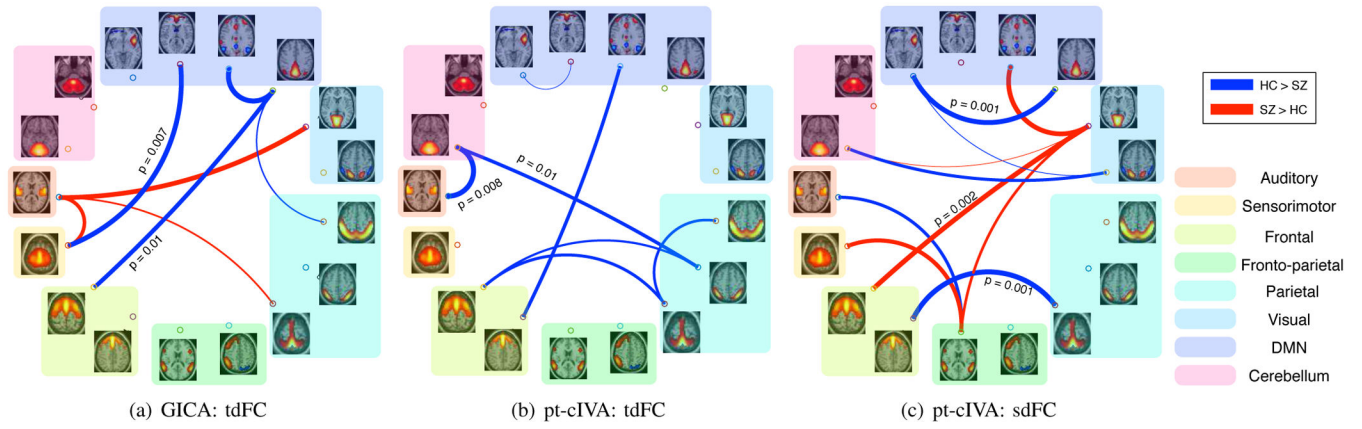 p = 0.007
p = 0.01
(a) GICA: tdFC
p = 0.01
p = 0.008
(b) pt-cIVA: tdFC
p = 0.001
p = 0.002
p = 0.001
(c) pt-cIVA: sdFC
HC > SZ
SZ > HC
Auditory
Sensorimotor
Frontal
Fronto-parietal
Parietal
Visual
DMN
Cerebellum